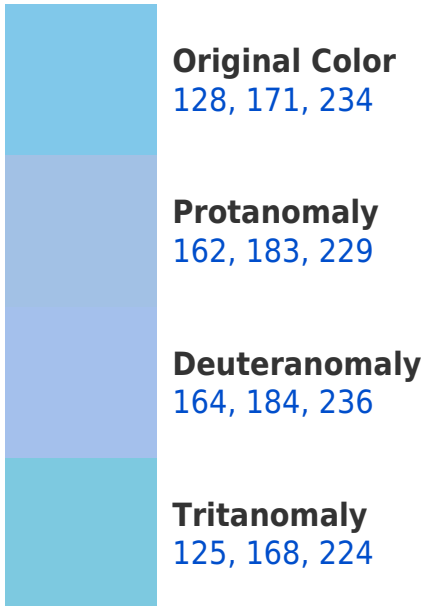 Original Color
128, 171, 234
Protanomaly
162, 183, 229
Deuteranomaly
164, 184, 236
Tritanomaly
125, 168, 224